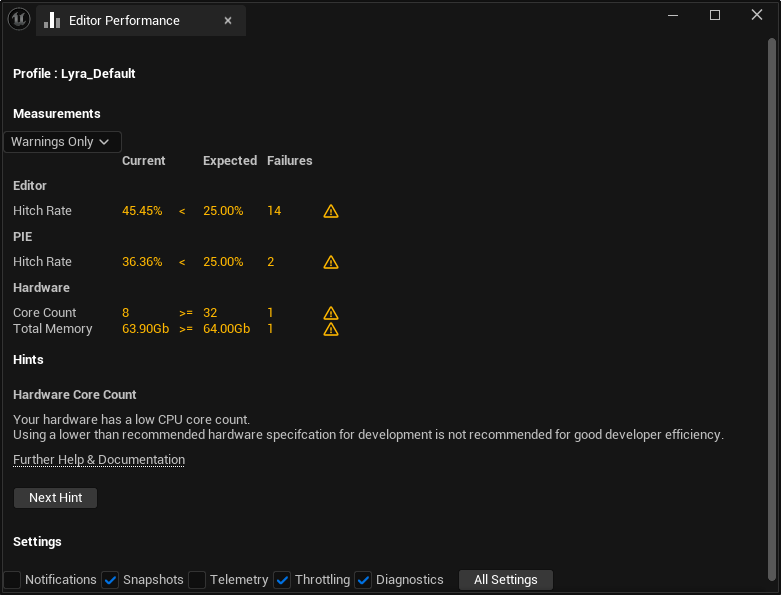 Editor Performance
Profile : Lyra_Default
Measurements
Warnings Only
Current Expected Failures
Editor
Hitch Rate 45.45% < 25.00% 14
PIE
Hitch Rate 36.36% < 25.00% 2
Hardware
Core Count 8 >= 32 1
Total Memory 63.90Gb >= 64.00Gb 1
Hints
Hardware Core Count
Your hardware has a low CPU core count.
Using a lower than recommended hardware specifcation for development is not recommended for good developer efficiency.
Further Help & Documentation
Next Hint
Settings
Notifications Snapshots Telemetry Throttling Diagnostics All Settings